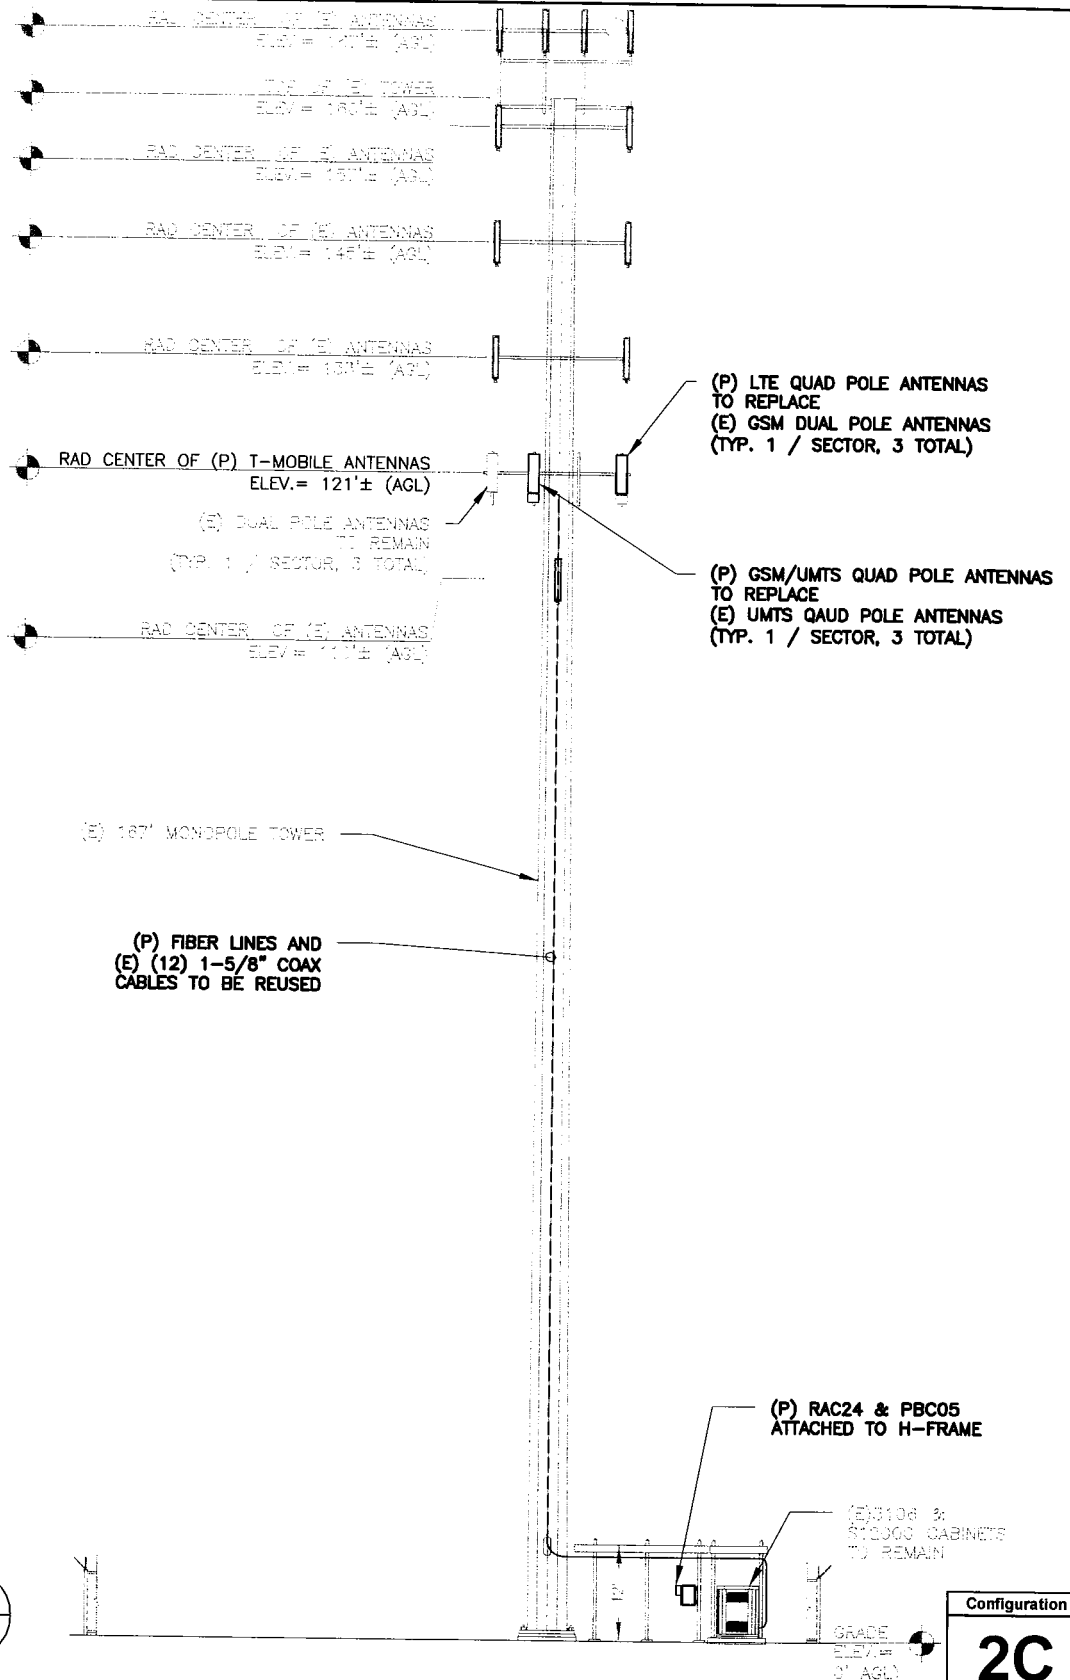 RAD CENTER OF (E) ANTENNAS
ELEV.= (AGL)
TOP OF (E) TOWER
ELEV.= (AGL)
RAD CENTER OF (E) ANTENNAS
ELEV.= 157'± (AGL)
RAD CENTER OF (E) ANTENNAS
ELEV.= (AGL)
RAD CENTER OF (E) ANTENNAS
ELEV.= (AGL)
(P) LTE QUAD POLE ANTENNAS
TO REPLACE
(E) GSM DUAL POLE ANTENNAS
(TYP. 1 / SECTOR, 3 TOTAL)
RAD CENTER OF (P) T-MOBILE ANTENNAS
ELEV.= 121'± (AGL)
(E) DUAL POLE ANTENNAS
TO REMAIN
(TYP. 1 / SECTOR, 3 TOTAL)
(P) GSM/UMTS QUAD POLE ANTENNAS
TO REPLACE
(E) UMTS QAUD POLE ANTENNAS
(TYP. 1 / SECTOR, 3 TOTAL)
RAD CENTER OF (E) ANTENNAS
ELEV.= (AGL)
(E) 167' MONOPOLE TOWER
(P) FIBER LINES AND
(E) (12) 1-5/8" COAX
CABLES TO BE REUSED
(P) RAC24 & PBC05
ATTACHED TO H-FRAME
(E) &
CABINETS
TO REMAIN
12'
GRADE
ELEV.=
0' AGL)
Configuration
2C